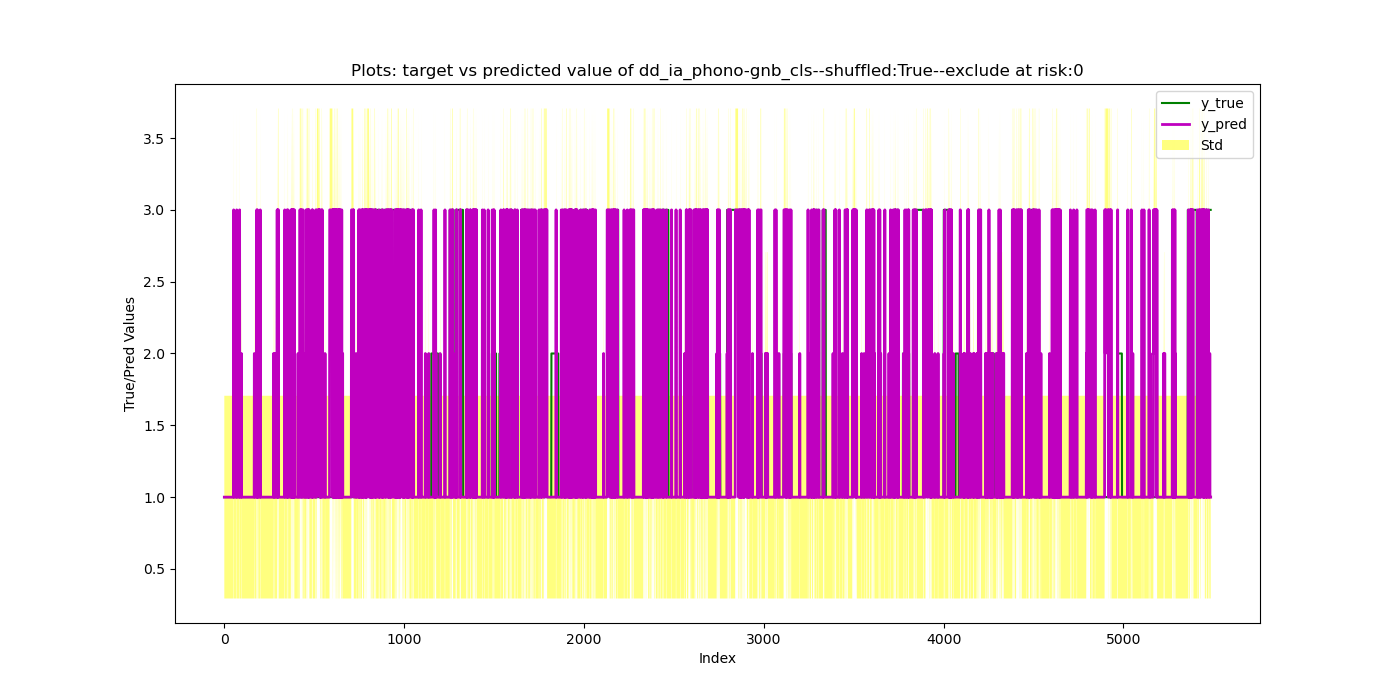 Plots: target vs predicted value of dd_ia_phono-gnb_cls--shuffled:True--exclude at risk:0
y_true
y_pred
Std
True/Pred Values
3.5
3.0
2.5
2.0
1.5
1.0
0.5
0
1000
2000
3000
4000
5000
Index